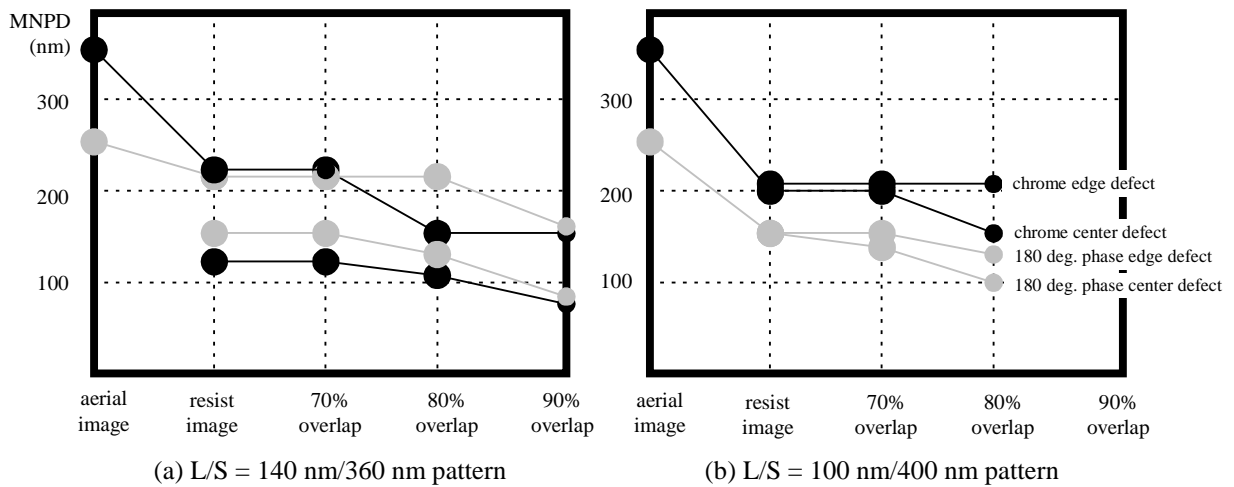 MNPD
(nm)
300
200
100
aerial
image
resist
image
70%
overlap
80%
overlap
90%
overlap
(a) L/S = 140 nm/360 nm pattern
300
200
100
chrome edge defect
chrome center defect
180 deg. phase edge defect
180 deg. phase center defect
aerial
image
resist
image
70%
overlap
80%
overlap
90%
overlap
(b) L/S = 100 nm/400 nm pattern